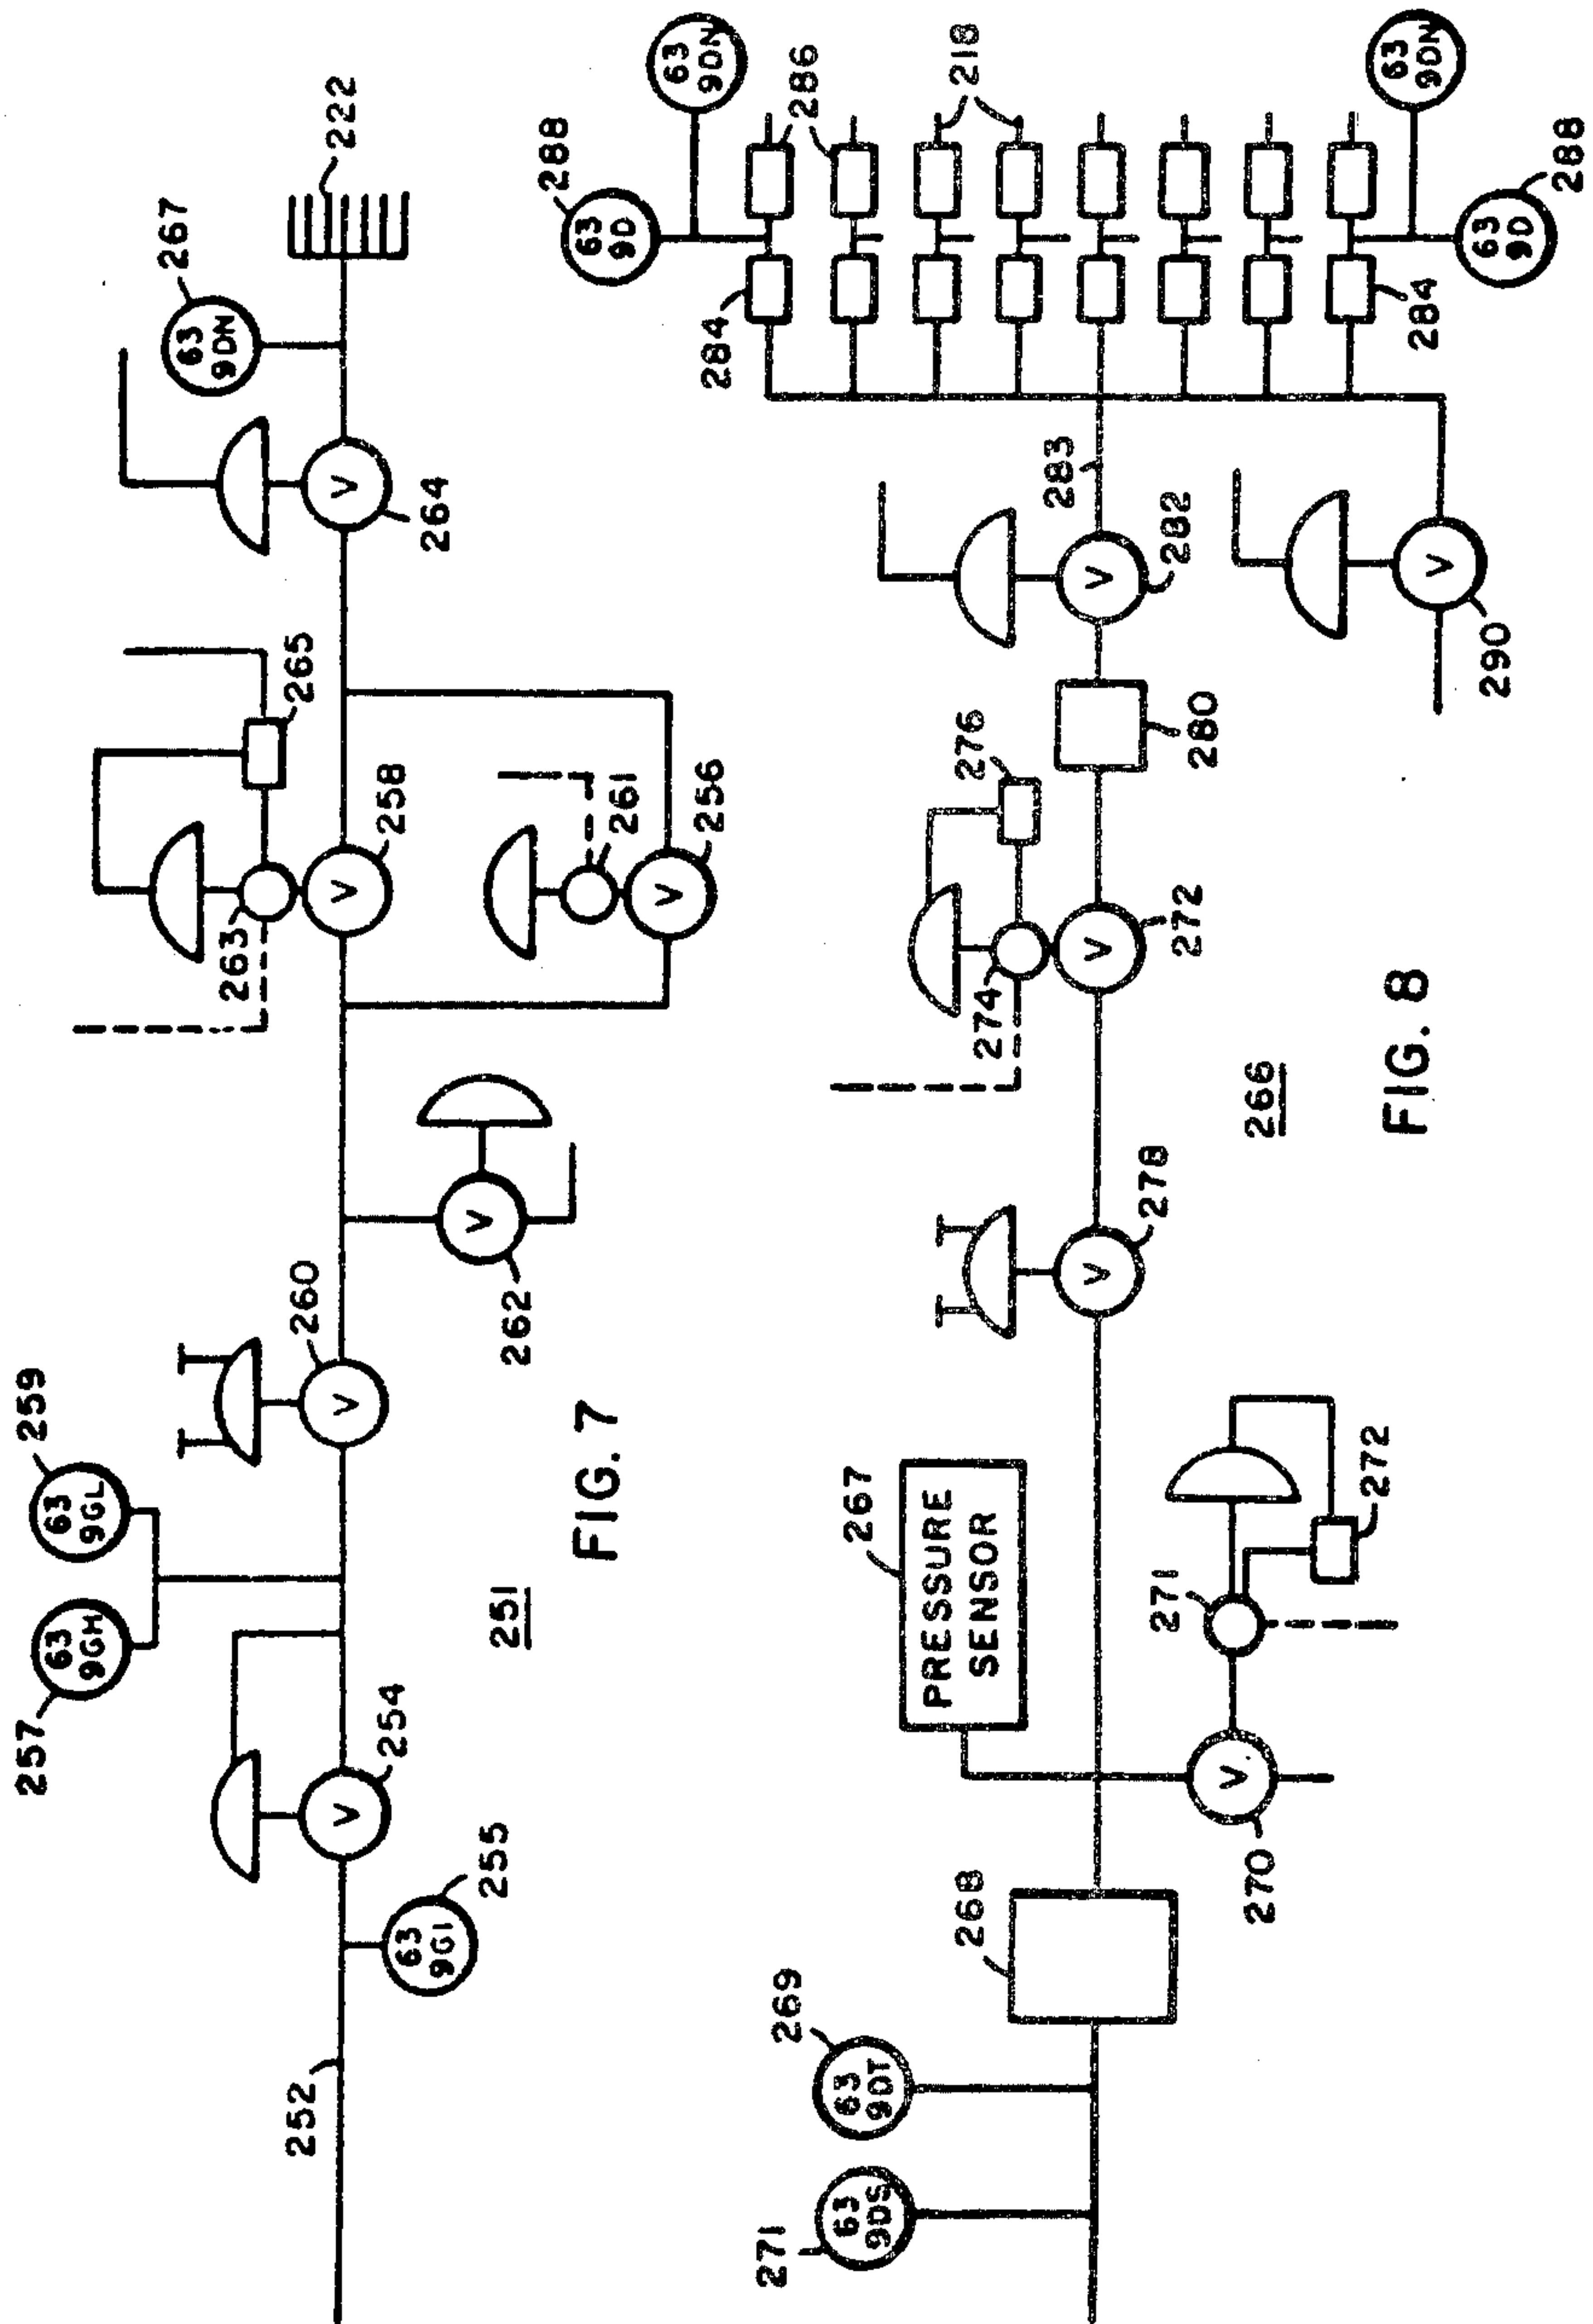 252
63
9GI
255
V
254
257
63
9GH
63
9GL
259
V
260
V
262
263
V
258
265
261
V
256
V
264
63
9DN
267
222
251
FIG. 7
271
63
9DS
63
9DT
269
268
267
PRESSURE
SENSOR
V
270
271
272
V
278
274
276
V
272
280
V
282
283
V
290
284
288
63
9D
63
9DN
286
218
284
63
9D
288
63
9DN
266
FIG. 8